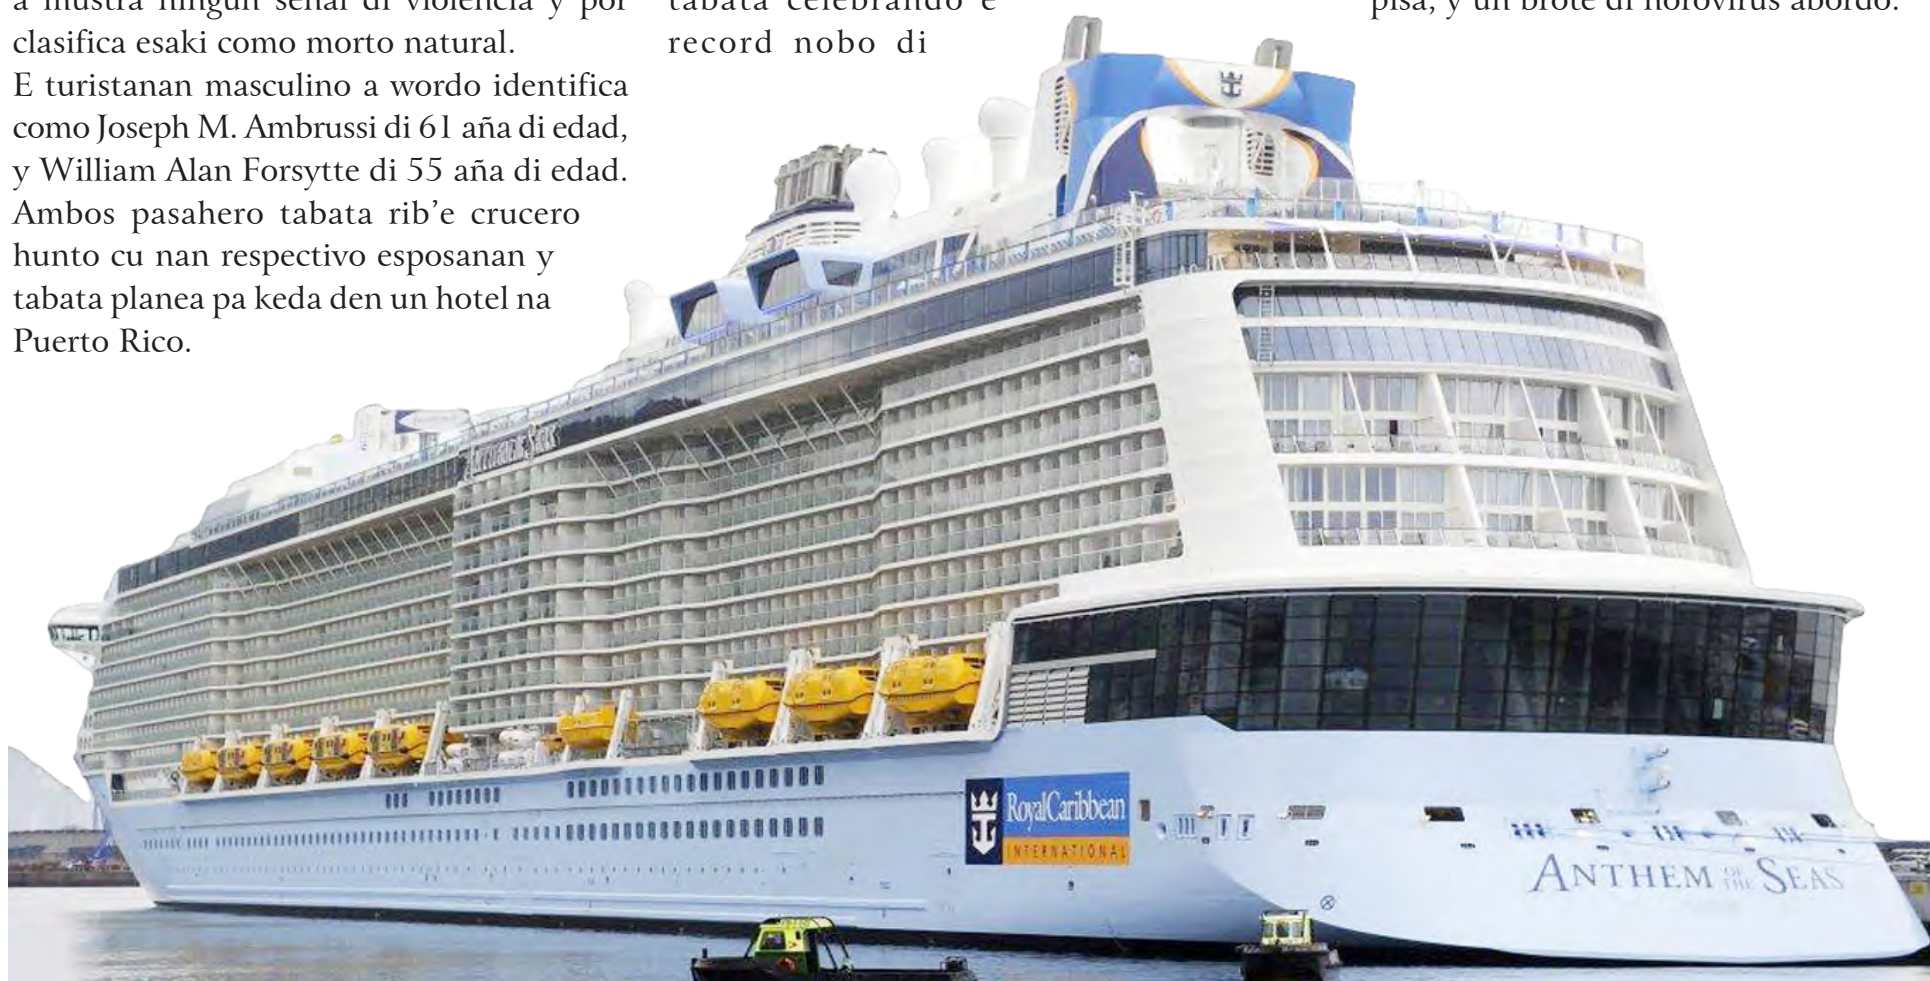 a mustra ningun señal di violencia y por
clasifica esaki como morto natural.
E turistanan masculino a wordo identifica
como Joseph M. Ambrussi di 61 aña di edad,
y William Alan Forsytte di 55 aña di edad.
Ambos pasahero tabata rib’e crucero
hunto cu nan respectivo esposanan y
tabata planea pa keda den un hotel na
Puerto Rico.
tabata celebrando e
record nobo di
pisa, y un brote di norovirus abordo.
RoyalCaribbean
INTERNATIONAL
ANTHEM OF THE SEAS